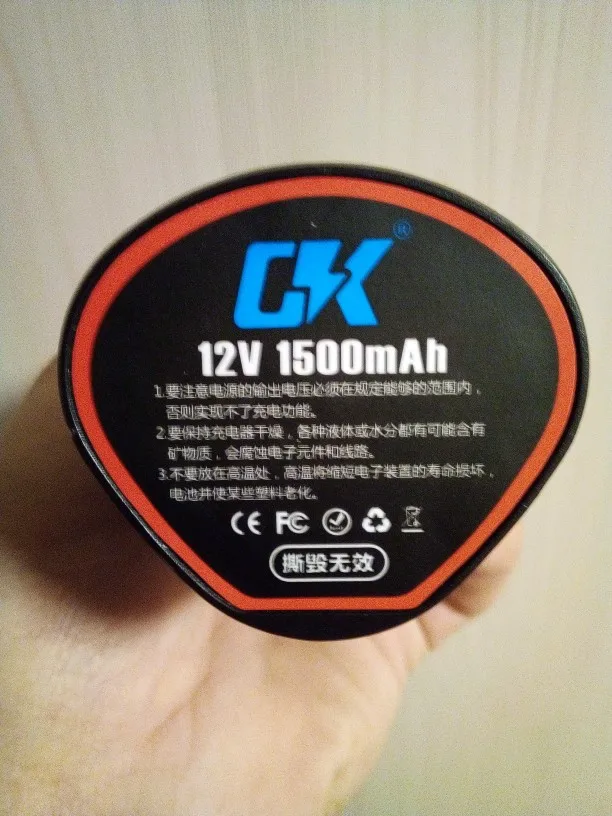 CK®
12V 1500mAh
1.要注意电源的输出电压必须在规定能够的范围内，
否则实现不了充电功能。
2.要保持充电器干燥，各种液体或水分都有可能含有
矿物质，会腐蚀电子元件和线路。
3.不要放在高温处，高温将缩短电子装置的寿命损坏，
电池并使某些塑料老化。
CE FC
撕毁无效